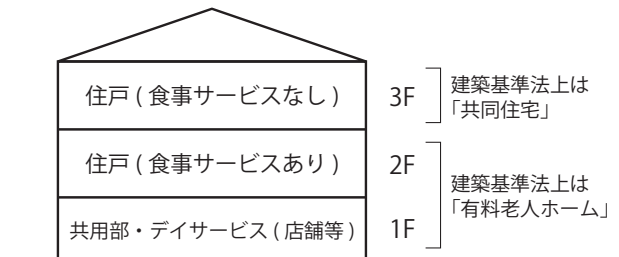 住戸 ( 食事サービスなし )
3F
建築基準法上は
「共同住宅」
住戸 ( 食事サービスあり )
2F
建築基準法上は
「有料老人ホーム」
共用部・デイサービス ( 店舗等 )
1F